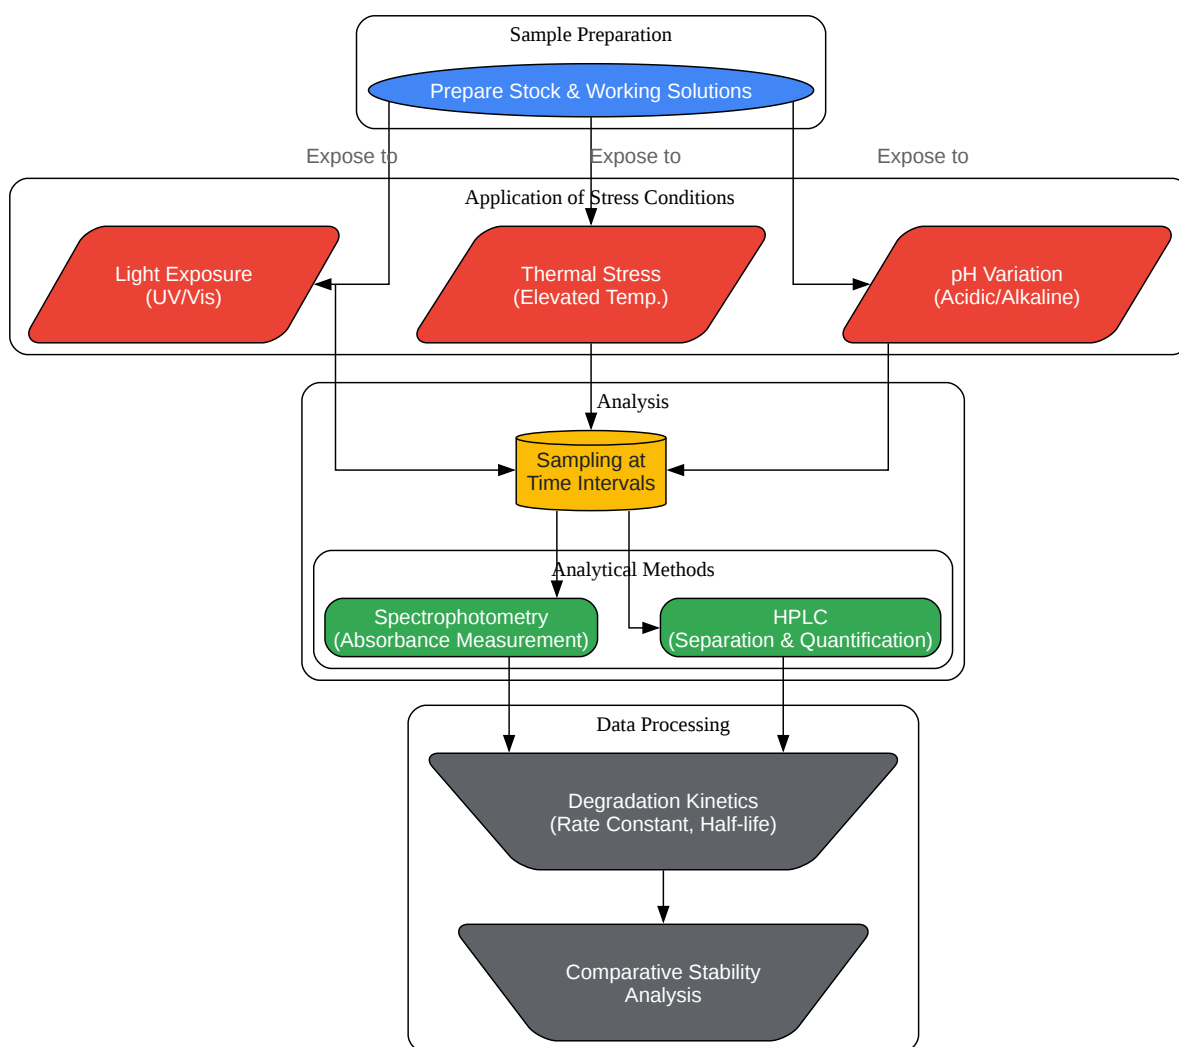 Sample Preparation
Prepare Stock & Working Solutions
Expose to
Expose to
Expose to
Application of Stress Conditions
Light Exposure
(UV/Vis)
Thermal Stress
(Elevated Temp.)
pH Variation
(Acidic/Alkaline)
Analysis
Sampling at
Time Intervals
Analytical Methods
Spectrophotometry
(Absorbance Measurement)
HPLC
(Separation & Quantification)
Data Processing
Degradation Kinetics
(Rate Constant, Half-life)
Comparative Stability
Analysis